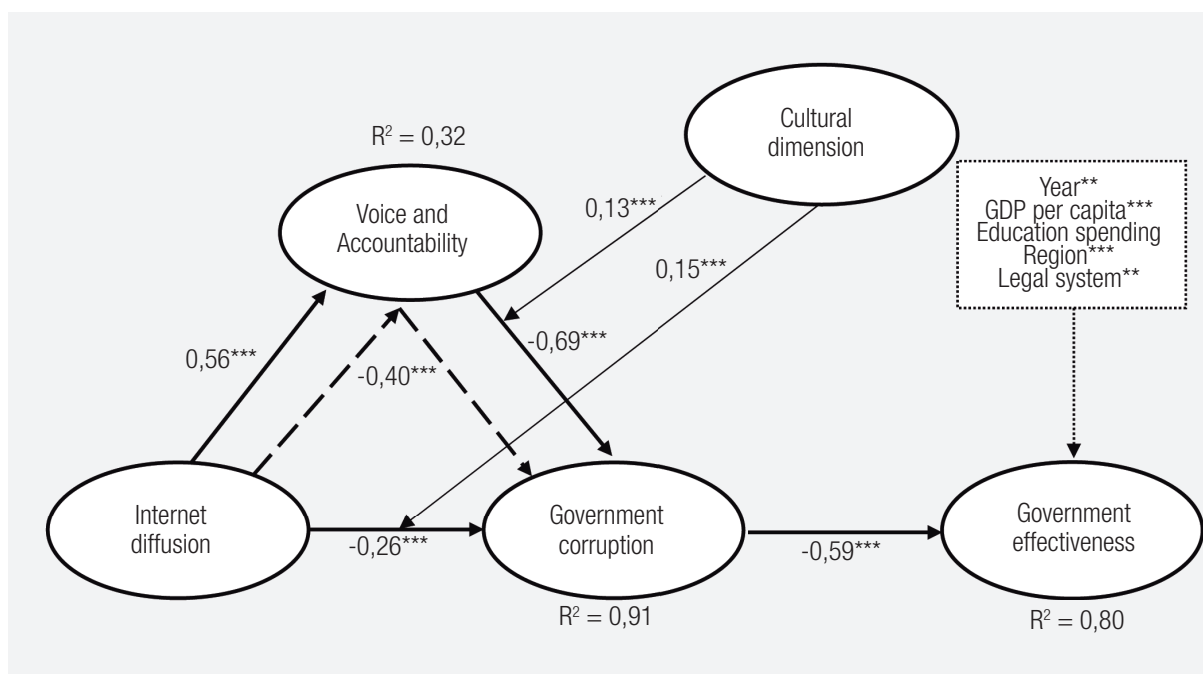 Cultural
dimension
R² = 0,32
Voice and
Accountability
Year**
GDP per capita***
Education spending
Region***
Legal system**
0,13***
0,15***
0,56***
-0,40***
-0,69***
Internet
diffusion
-0,26***
Government
corruption
R² = 0,91
-0,59***
Government
effectiveness
R² = 0,80